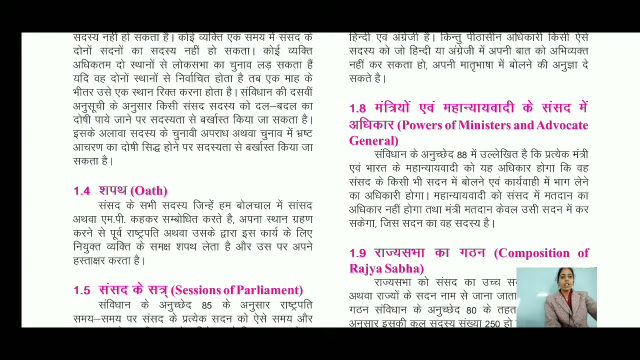 सदस्य नहीं हो सकता है। कोई व्यक्ति एक समय में संसद के
दोनों सदनों का सदस्य नहीं हो सकता। कोई व्यक्ति
अधिकतम दो स्थानों से लोकसभा का चुनाव लड़ सकता हैं
यदि वह दोनों स्थानों से निर्वाचित होता है तब एक माह के
भीतर उसे एक स्थान रिक्त करना होता है। संविधान की दसवीं
अनुसूची के अनुसार किसी संसद सदस्य को दल-बदल का
दोषी पाये जाने पर सदस्यता से बर्खास्त किया जा सकता है।
इसके अलावा सदस्य के चुनावी अपराध अथवा चुनाव में भ्रष्ट
आचरण का दोषी सिद्ध होने पर सदस्यता से बर्खास्त किया जा
सकता है।
1.4 शपथ (Oath)
संसद के सभी सदस्य जिन्हें हम बोलचाल में सांसद
अथवा एम.पी. कहकर सम्बोधित करते है, अपना स्थान ग्रहण
करने से पूर्व राष्ट्रपति अथवा उसके द्वारा इस कार्य के लिए
नियुक्त व्यक्ति के समक्ष शपथ लेता है और उस पर अपने
हस्ताक्षर करता है।
1.5 संसद के सत्र् (Sessions of Parliament)
संविधान के अनुच्छेद 85 के अनुसार राष्ट्रपति
समय-समय पर संसद के प्रत्येक सदन को ऐसे समय और
हिन्दी एवं अंग्रेजी है। किन्तु पीठासीन अधिकारी किसी ऐसे
सदस्य को जो हिन्दी या अंग्रेजी में अपनी बात को अभिव्यक्त
नहीं कर सकता हो, अपनी मातृभाषा में बोलने की अनुज्ञा दे
सकते है।
1.8 मंत्रियों एवं महान्यायवादी के संसद में
अधिकार (Powers of Ministers and Advocate
General)
संविधान के अनुच्छेद 88 में उल्लेखित है कि प्रत्येक मंत्री
एवं भारत के महान्यायवादी को यह अधिकार होगा कि वह
संसद के किसी भी सदन में बोलने एवं कार्यवाही में भाग लेने
का अधिकारी होगा। महान्यायवादी को संसद में मतदान का
अधिकार नहीं होगा तथा मंत्री मतदान केवल उसी सदन में कर
सकेगा, जिस सदन का वह सदस्य है।
1.9 राज्यसभा का गठन (Composition of
Rajya Sabha)
राज्यसभा को संसद का उच्च
अथवा राज्यों के सदन नाम से जाना जाता
गठन संविधान के अनुच्छेद 80 के तहत
अनुसार इसकी कुल सदस्य संख्या 250 हो